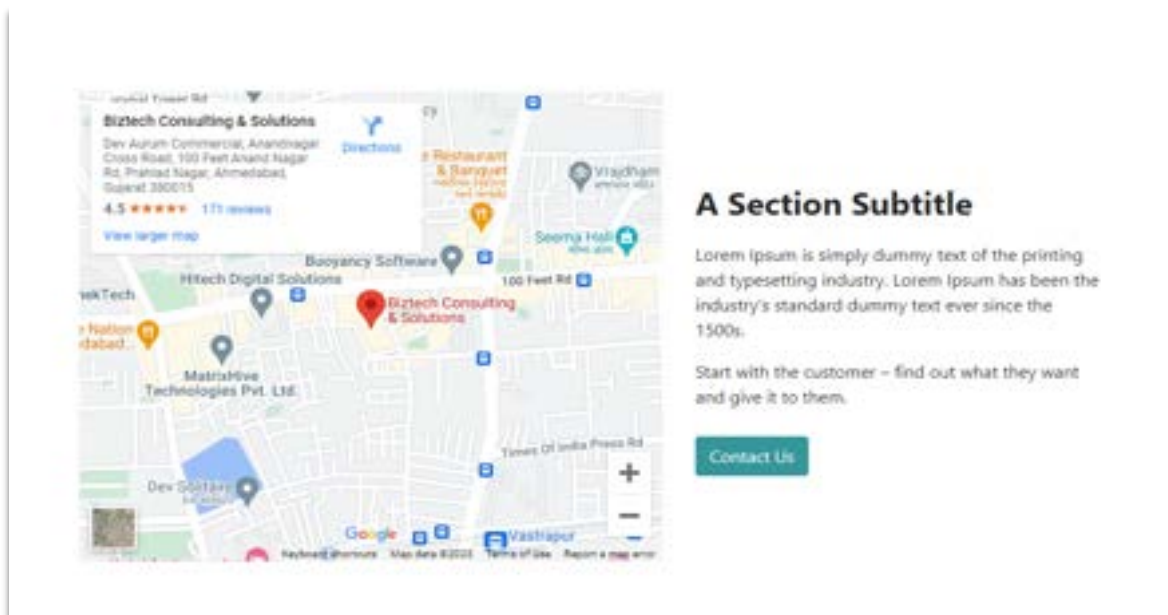 Biztech Consulting & Solutions
Dev Aurum Commercial, Anandnagar
Cross Road, 100 Feet Anand Nagar
Rd, Prahlad Nagar, Ahmedabad,
Gujarat 380015
4.5 171 reviews
View larger map
Directions
Restaurant
& Banquet
Vrajdham
Seema Hall
Buoyancy Software
Hitech Digital Solutions
100 Feet Rd
Biztech Consulting
& Solutions
MatrixHive
Technologies Pvt. Ltd.
Times Of India Press Rd
Dev Solitaire
Google
Vastrapur
Keyboard shortcuts Map data ©2023 Terms of Use Report a map error
A Section Subtitle
Lorem Ipsum is simply dummy text of the printing
and typesetting industry. Lorem Ipsum has been the
industry's standard dummy text ever since the
1500s.
Start with the customer – find out what they want
and give it to them.
Contact Us